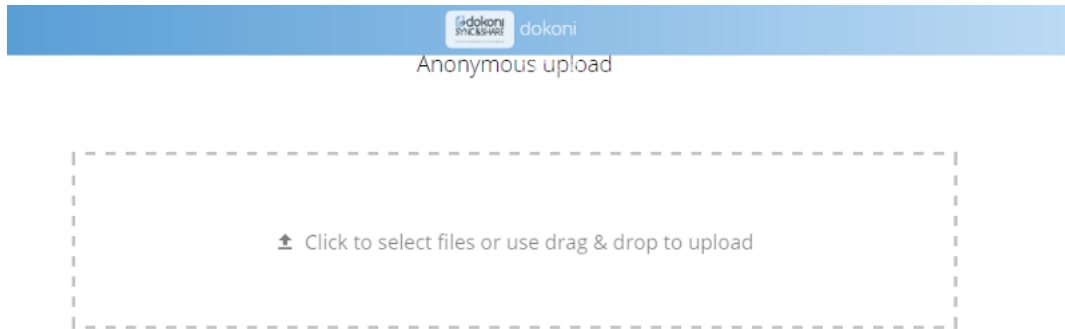 dokoni
SYNC&SHARE
dokoni
Anonymous upload
Click to select files or use drag & drop to upload